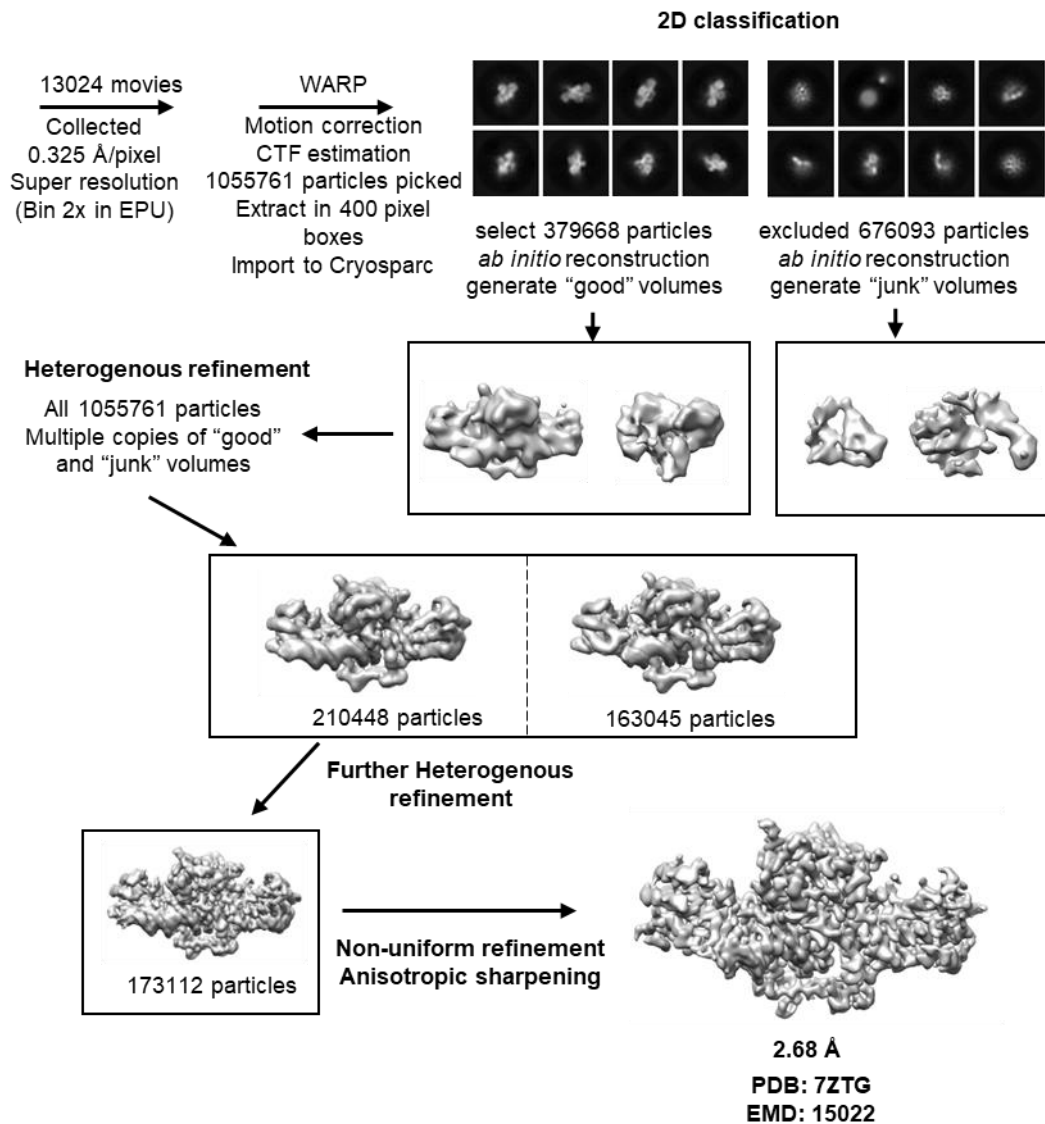 2D classification
13024 movies
Collected
0.325 Å/pixel
Super resolution
(Bin 2x in EPU)
WARP
Motion correction
CTF estimation
1055761 particles picked
Extract in 400 pixel
boxes
Import to Cryosparc
select 379668 particles
ab initio reconstruction
generate “good” volumes
excluded 676093 particles
ab initio reconstruction
generate “junk” volumes
Heterogenous refinement
All 1055761 particles
Multiple copies of “good”
and “junk” volumes
210448 particles
163045 particles
Further Heterogenous
refinement
173112 particles
Non-uniform refinement
Anisotropic sharpening
2.68 Å
PDB: 7ZTG
EMD: 15022